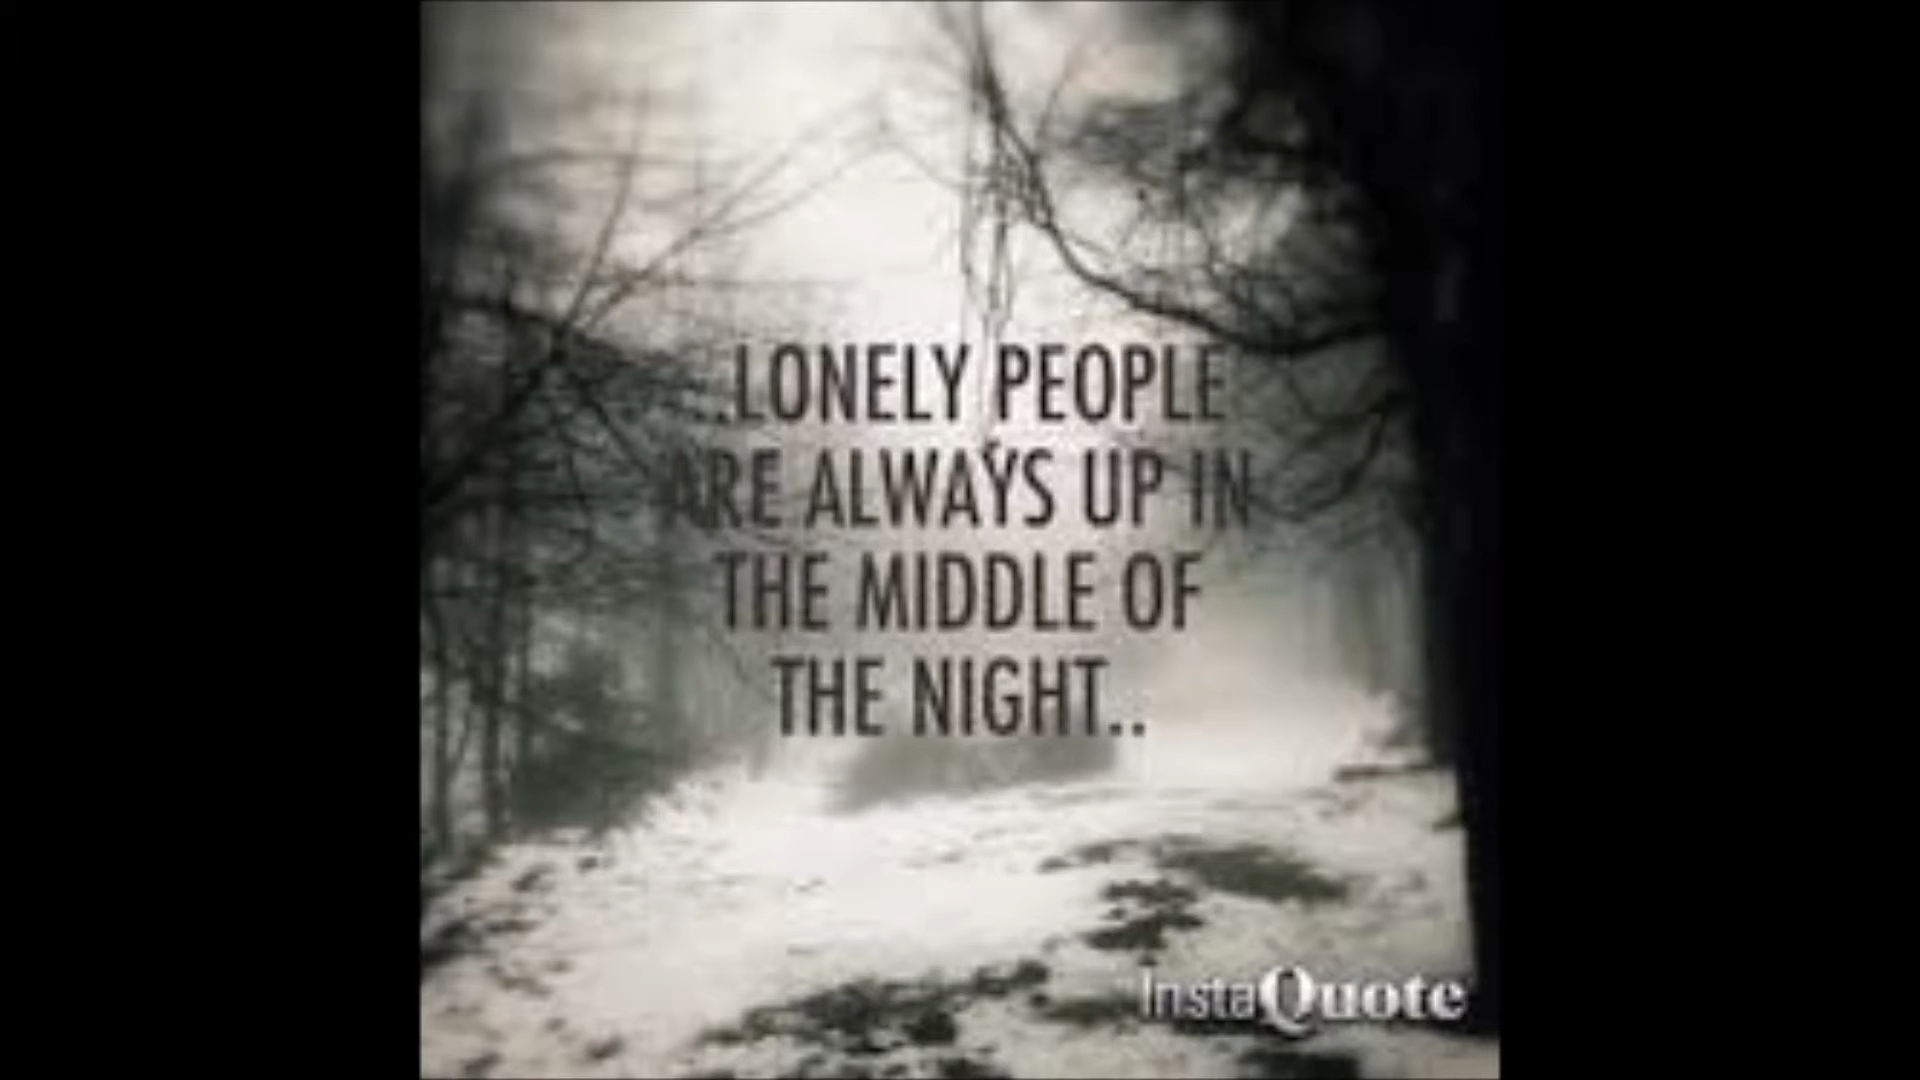 ..LONELY PEOPLE
ARE ALWAYS UP IN
THE MIDDLE OF
THE NIGHT..
InstaQuote